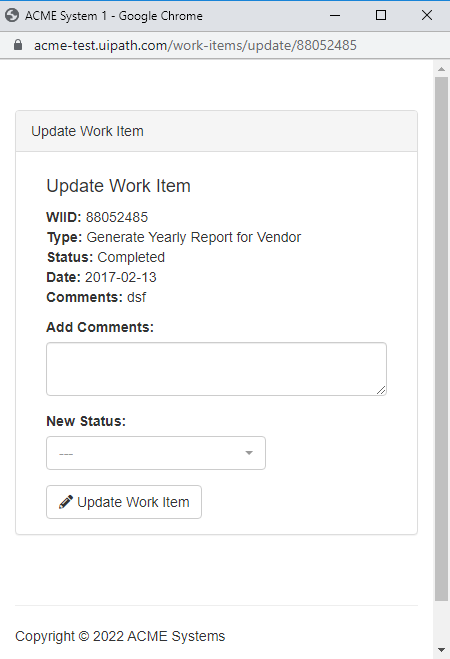 ACME System 1 - Google Chrome
acme-test.uipath.com/work-items/update/88052485
Update Work Item
Update Work Item
WIID: 88052485
Type: Generate Yearly Report for Vendor
Status: Completed
Date: 2017-02-13
Comments: dsf
Add Comments:
New Status:
---
Update Work Item
Copyright © 2022 ACME Systems